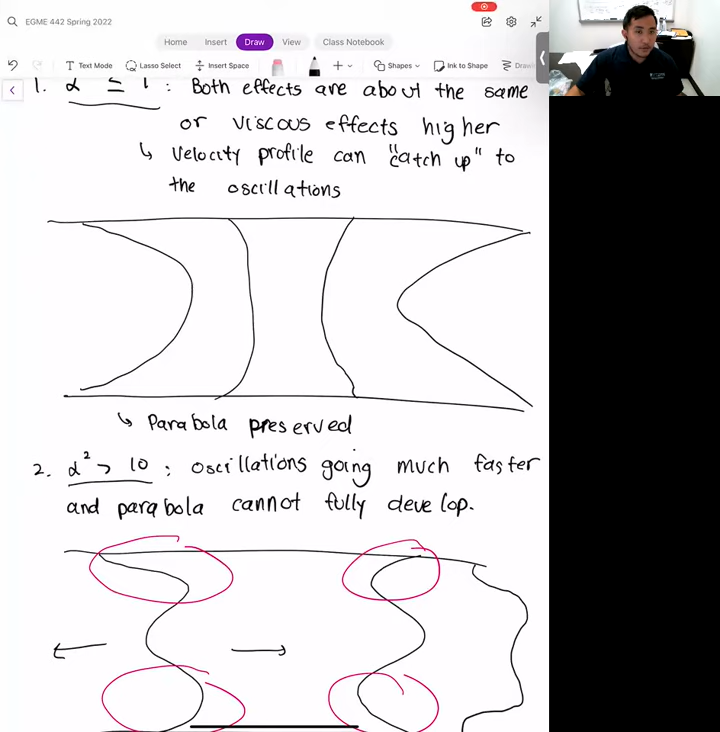 EGME 442 Spring 2022
Home Insert Draw View Class Notebook
Text Mode Lasso Select Insert Space Shapes Ink to Shape Drawi
1. α ≤ 1 : Both effects are about the same
or viscous effects higher
↳ Velocity profile can "catch up" to
the oscillations
↳ Parabola preserved
2. α² > 10 : oscillations going much faster
and parabola cannot fully develop.